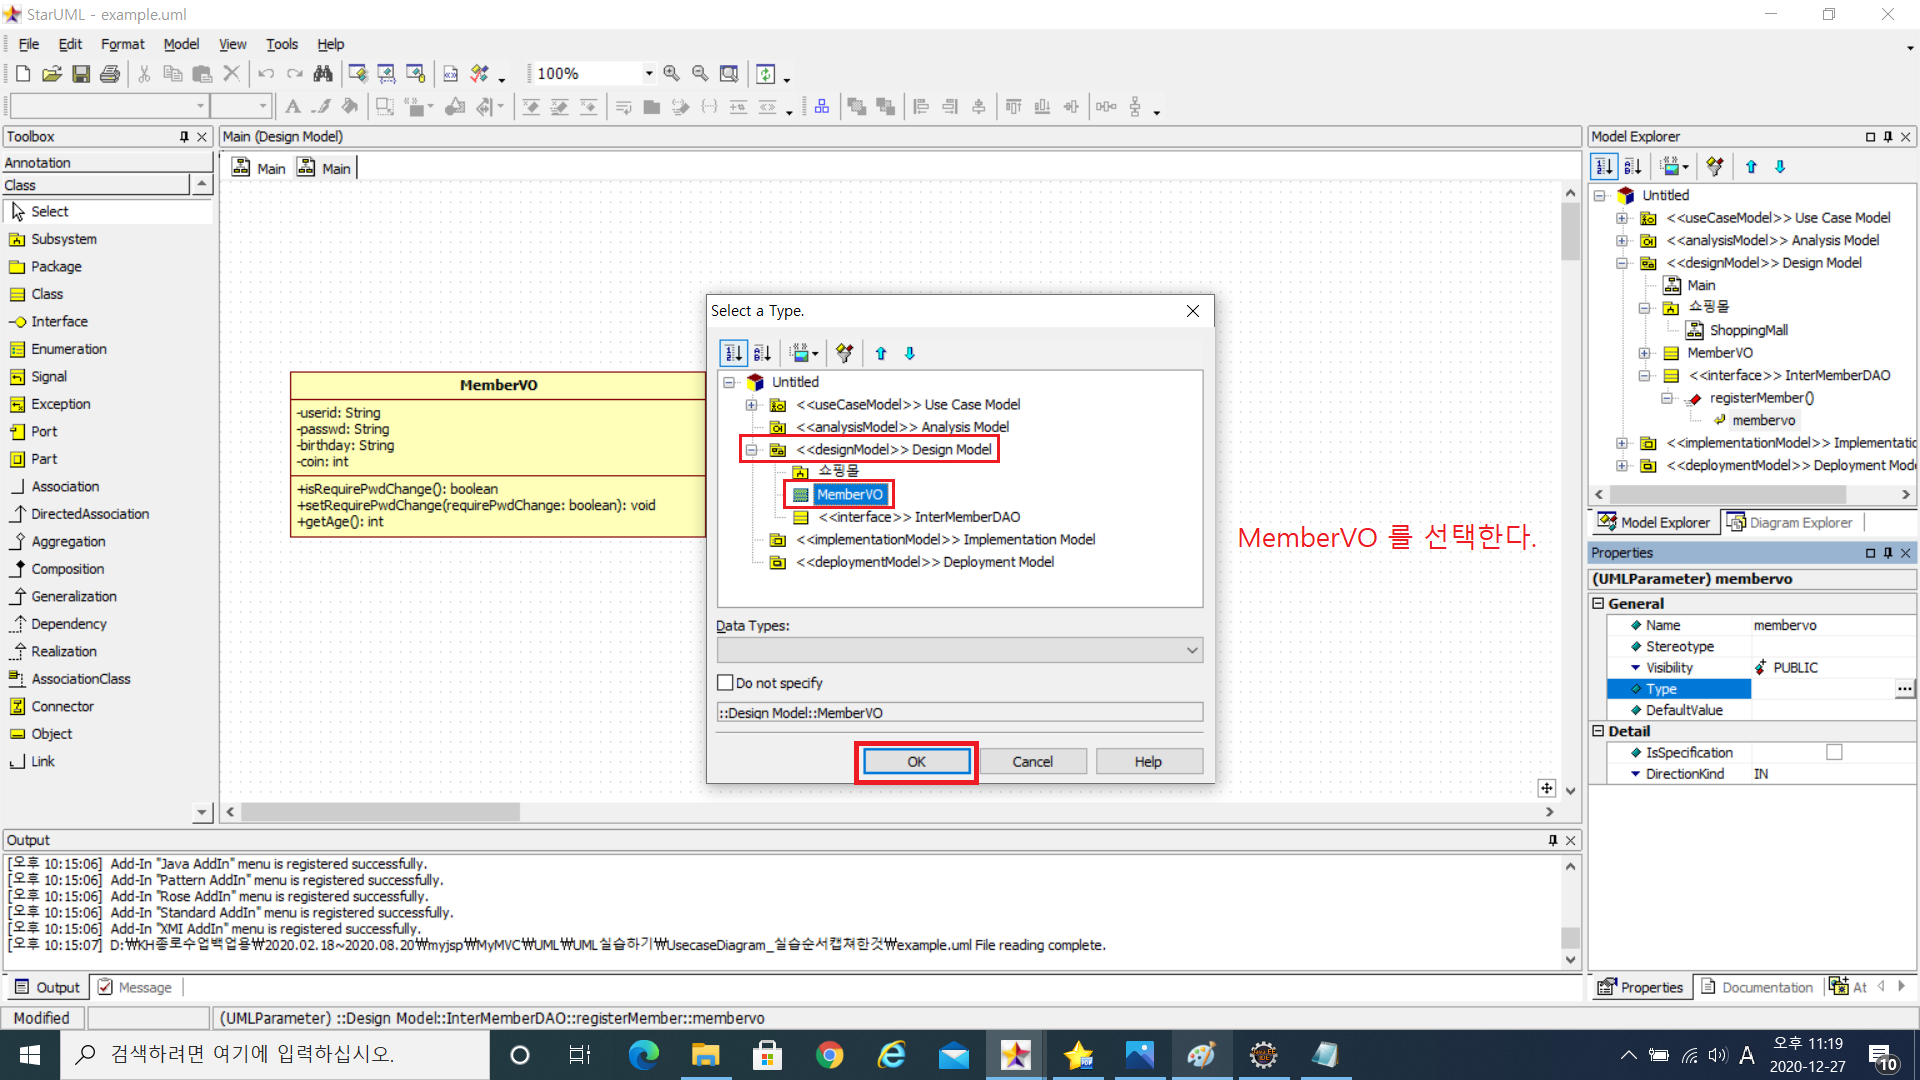 StarUML - example.uml
File Edit Format Model View Tools Help
100%
Toolbox
Annotation
Class
Select
Subsystem
Package
Class
Interface
Enumeration
Signal
Exception
Port
Part
Association
DirectedAssociation
Aggregation
Composition
Generalization
Dependency
Realization
AssociationClass
Connector
Object
Link
Main (Design Model)
Main Main
MemberVO
-userid: String
-passwd: String
-birthday: String
-coin: int
+isRequirePwdChange(): boolean
+setRequirePwdChange(requirePwdChange: boolean): void
+getAge(): int
Select a Type.
Untitled
<<useCaseModel>> Use Case Model
<<analysisModel>> Analysis Model
<<designModel>> Design Model
쇼핑몰
MemberVO
<<interface>> InterMemberDAO
<<implementationModel>> Implementation Model
<<deploymentModel>> Deployment Model
Data Types:
Do not specify
::Design Model::MemberVO
OK Cancel Help
MemberVO 를 선택한다.
Model Explorer
Untitled
<<useCaseModel>> Use Case Model
<<analysisModel>> Analysis Model
<<designModel>> Design Model
Main
쇼핑몰
ShoppingMall
MemberVO
<<interface>> InterMemberDAO
registerMember()
membervo
<<implementationModel>> Implementatic
<<deploymentModel>> Deployment Mode
Model Explorer Diagram Explorer
Properties
(UMLParameter) membervo
General
Name membervo
Stereotype
Visibility PUBLIC
Type
DefaultValue
Detail
IsSpecification
DirectionKind IN
Properties Documentation At
Output
[오후 10:15:06] Add-In "Java AddIn" menu is registered successfully.
[오후 10:15:06] Add-In "Pattern AddIn" menu is registered successfully.
[오후 10:15:06] Add-In "Rose AddIn" menu is registered successfully.
[오후 10:15:06] Add-In "Standard AddIn" menu is registered successfully.
[오후 10:15:06] Add-In "XMI AddIn" menu is registered successfully.
[오후 10:15:07] D:₩KH종로수업백업용₩2020.02.18~2020.08.20₩myjsp₩MyMVC₩UML₩UML실습하기₩UsecaseDiagram_실습순서캡쳐한것₩example.uml File reading complete.
Output Message
Modified
(UMLParameter) ::Design Model::InterMemberDAO::registerMember::membervo
검색하려면 여기에 입력하십시오.
A
오후 11:19
2020-12-27
10